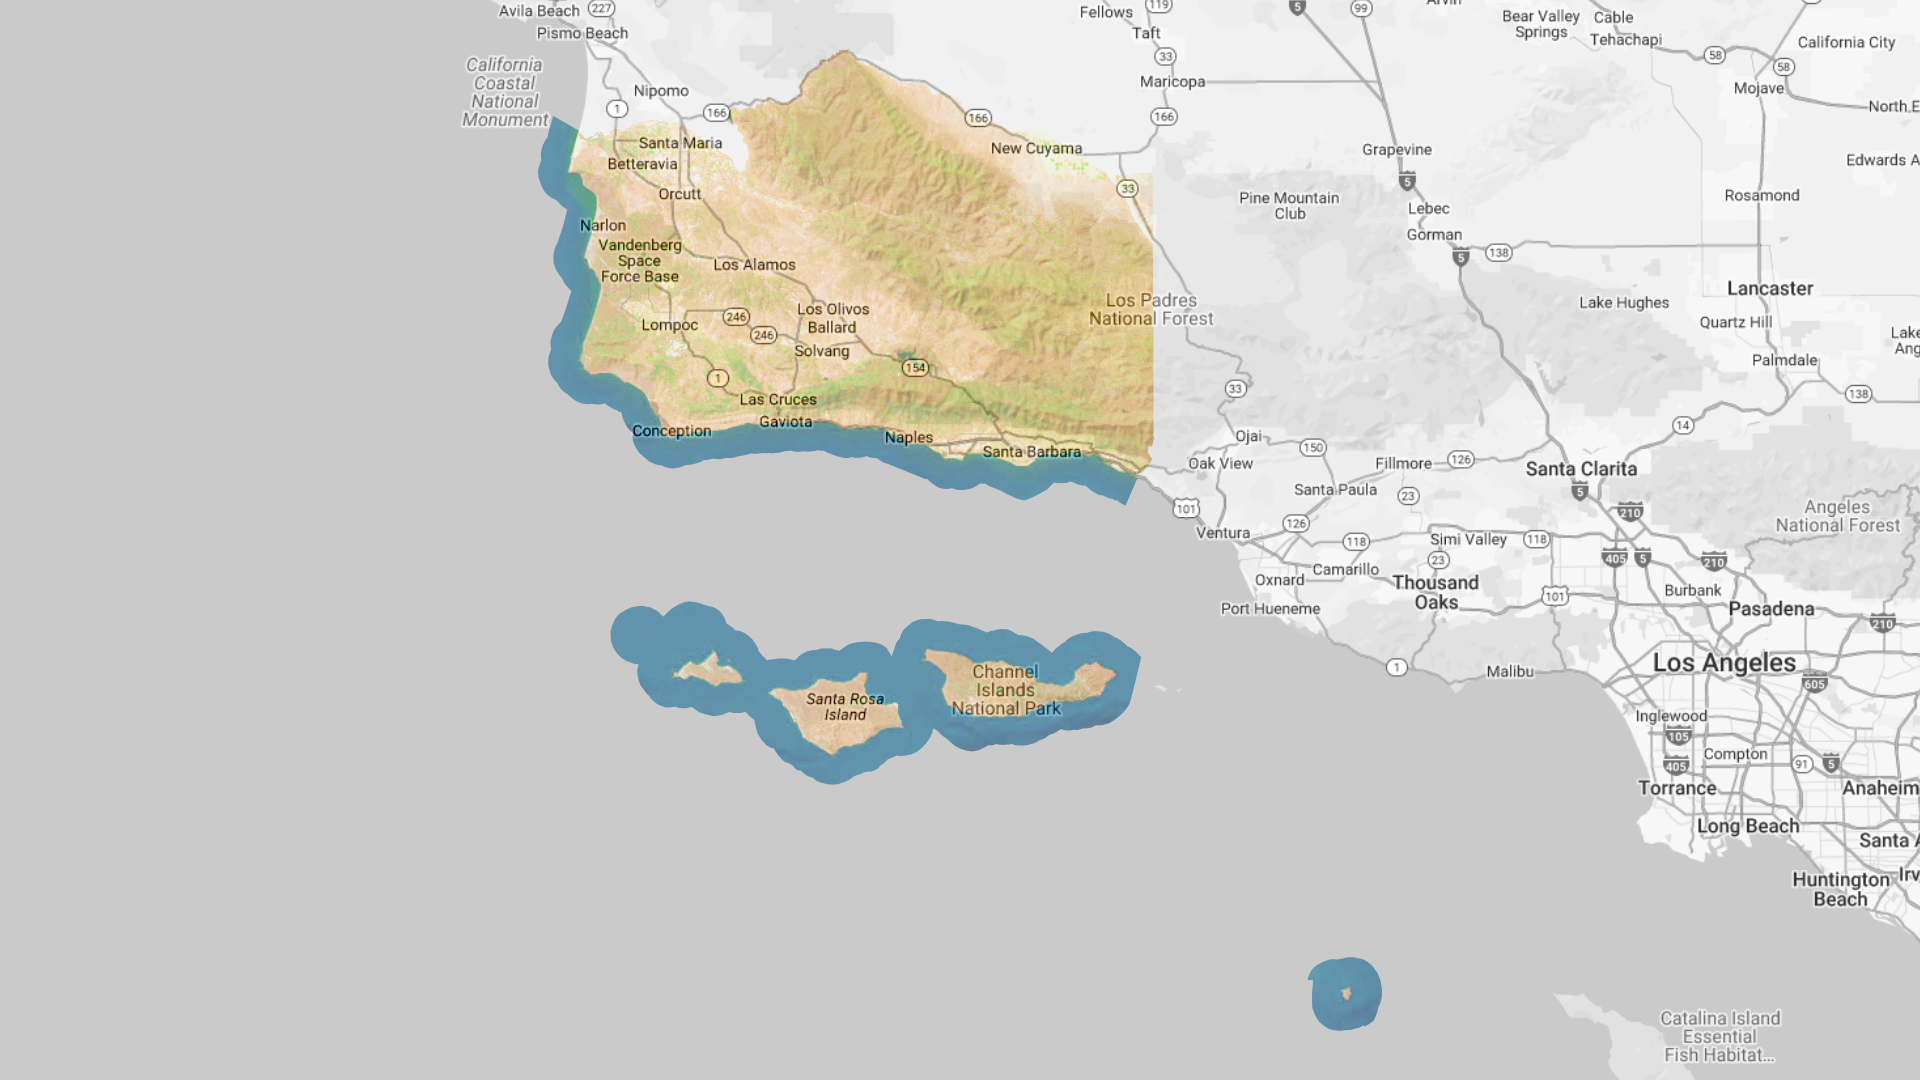 Avila Beach
227
Pismo Beach
Fellows
119
Taft
33
5
99
Bear Valley
Springs
Cable
Tehachapi
58
California City
58
Mojave
California
Coastal
National
Monument
Nipomo
1
166
Maricopa
166
166
North E
Santa Maria
Betteravia
New Cuyama
Grapevine
Edwards A
Orcutt
33
5
Pine Mountain
Club
Lebec
Rosamond
Narlon
Vandenberg
Space
Force Base
Gorman
5
138
Los Alamos
Los Padres
National Forest
Lake Hughes
Lancaster
246
246
Los Olivos
Ballard
Lompoc
Quartz Hill
Lake
Ang
Solvang
154
Palmdale
1
33
138
Las Cruces
Gaviota
Conception
Naples
Santa Barbara
14
Ojai
150
Oak View
Fillmore
126
Santa Clarita
5
Santa Paula
23
101
210
Angeles
National Forest
Ventura
126
118
Simi Valley
118
405
5
210
23
Camarillo
Oxnard
Thousand
Oaks
101
Burbank
Port Hueneme
Pasadena
210
1
Malibu
Los Angeles
605
Channel
Islands
National Park
Santa Rosa
Island
Inglewood
105
405
Compton
91
5
Torrance
Anaheim
Long Beach
Santa A
Huntington
Beach
Irv
Catalina Island
Essential
Fish Habitat...